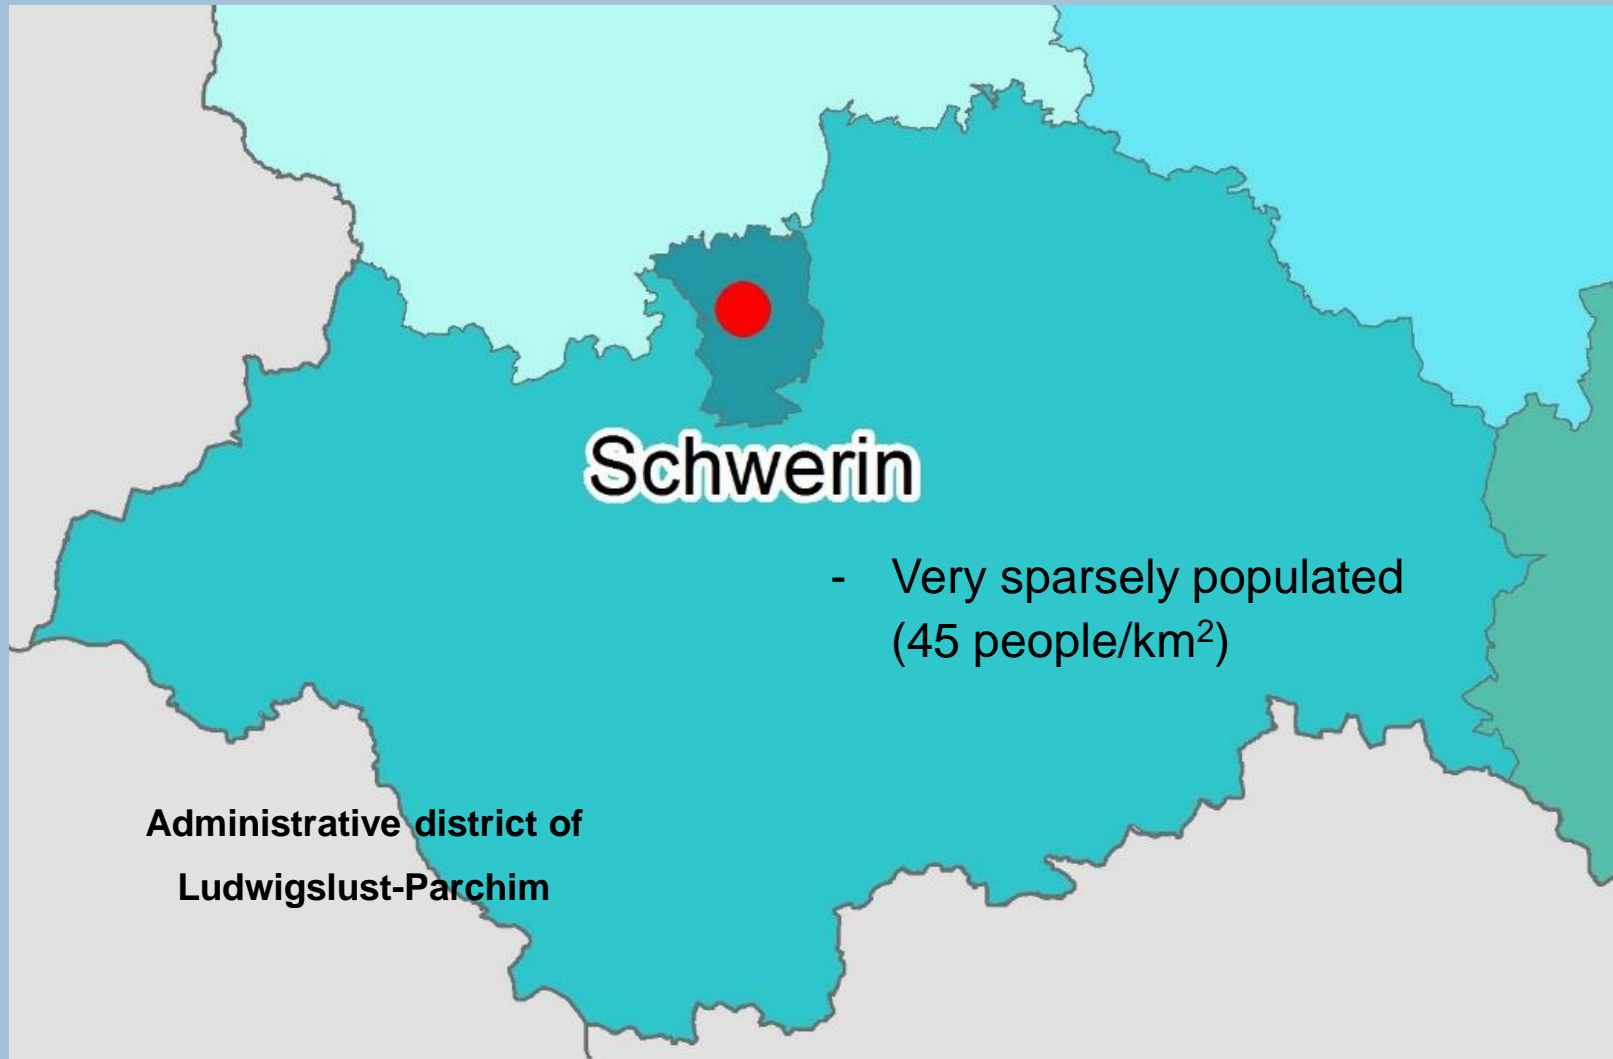 Schwerin
- Very sparsely populated
(45 people/km²)
Administrative district of
Ludwigslust-Parchim